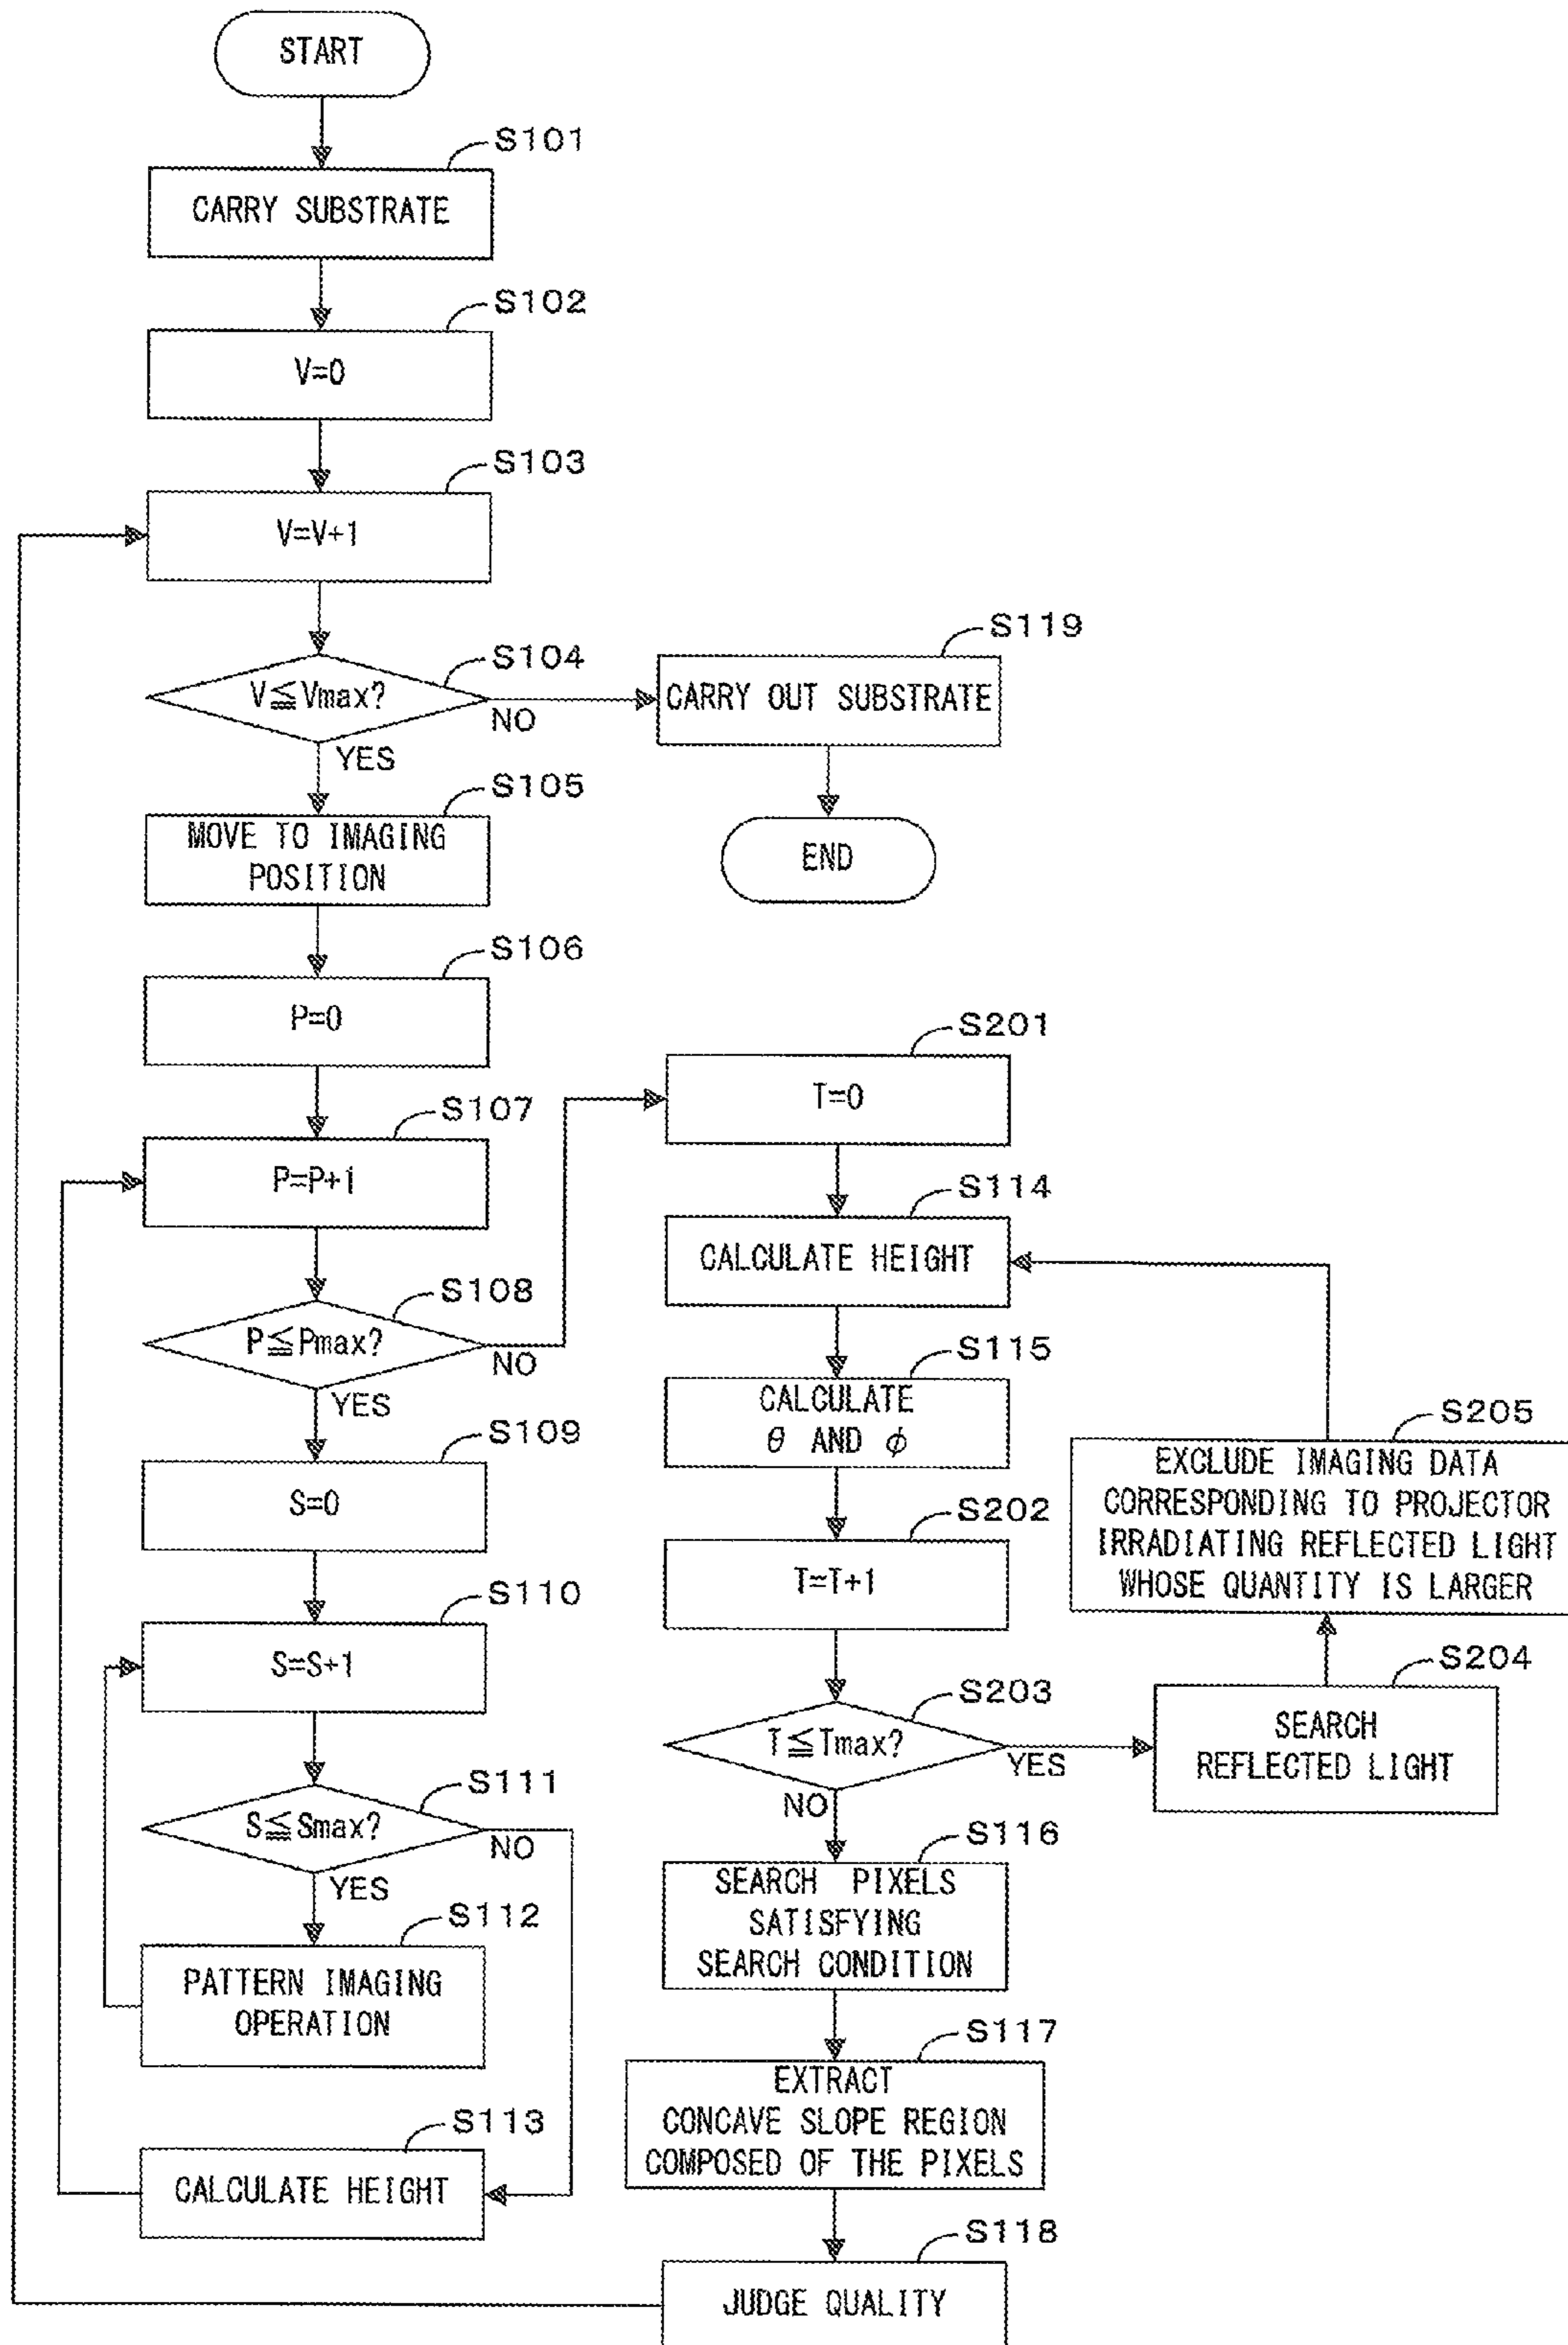 START
S101
CARRY SUBSTRATE
S102
V=0
S103
V=V+1
S104
V≦Vmax?
NO
YES
S119
CARRY OUT SUBSTRATE
END
S105
MOVE TO IMAGING
POSITION
S106
P=0
S107
P=P+1
S108
P≦Pmax?
NO
YES
S109
S=0
S110
S=S+1
S111
S≦Smax?
NO
YES
S112
PATTERN IMAGING
OPERATION
S113
CALCULATE HEIGHT
S201
T=0
S114
CALCULATE HEIGHT
S115
CALCULATE
θ AND ϕ
S202
T=T+1
S203
T≦Tmax?
YES
NO
S204
SEARCH
REFLECTED LIGHT
S205
EXCLUDE IMAGING DATA
CORRESPONDING TO PROJECTOR
IRRADIATING REFLECTED LIGHT
WHOSE QUANTITY IS LARGER
S116
SEARCH PIXELS
SATISFYING
SEARCH CONDITION
S117
EXTRACT
CONCAVE SLOPE REGION
COMPOSED OF THE PIXELS
S118
JUDGE QUALITY